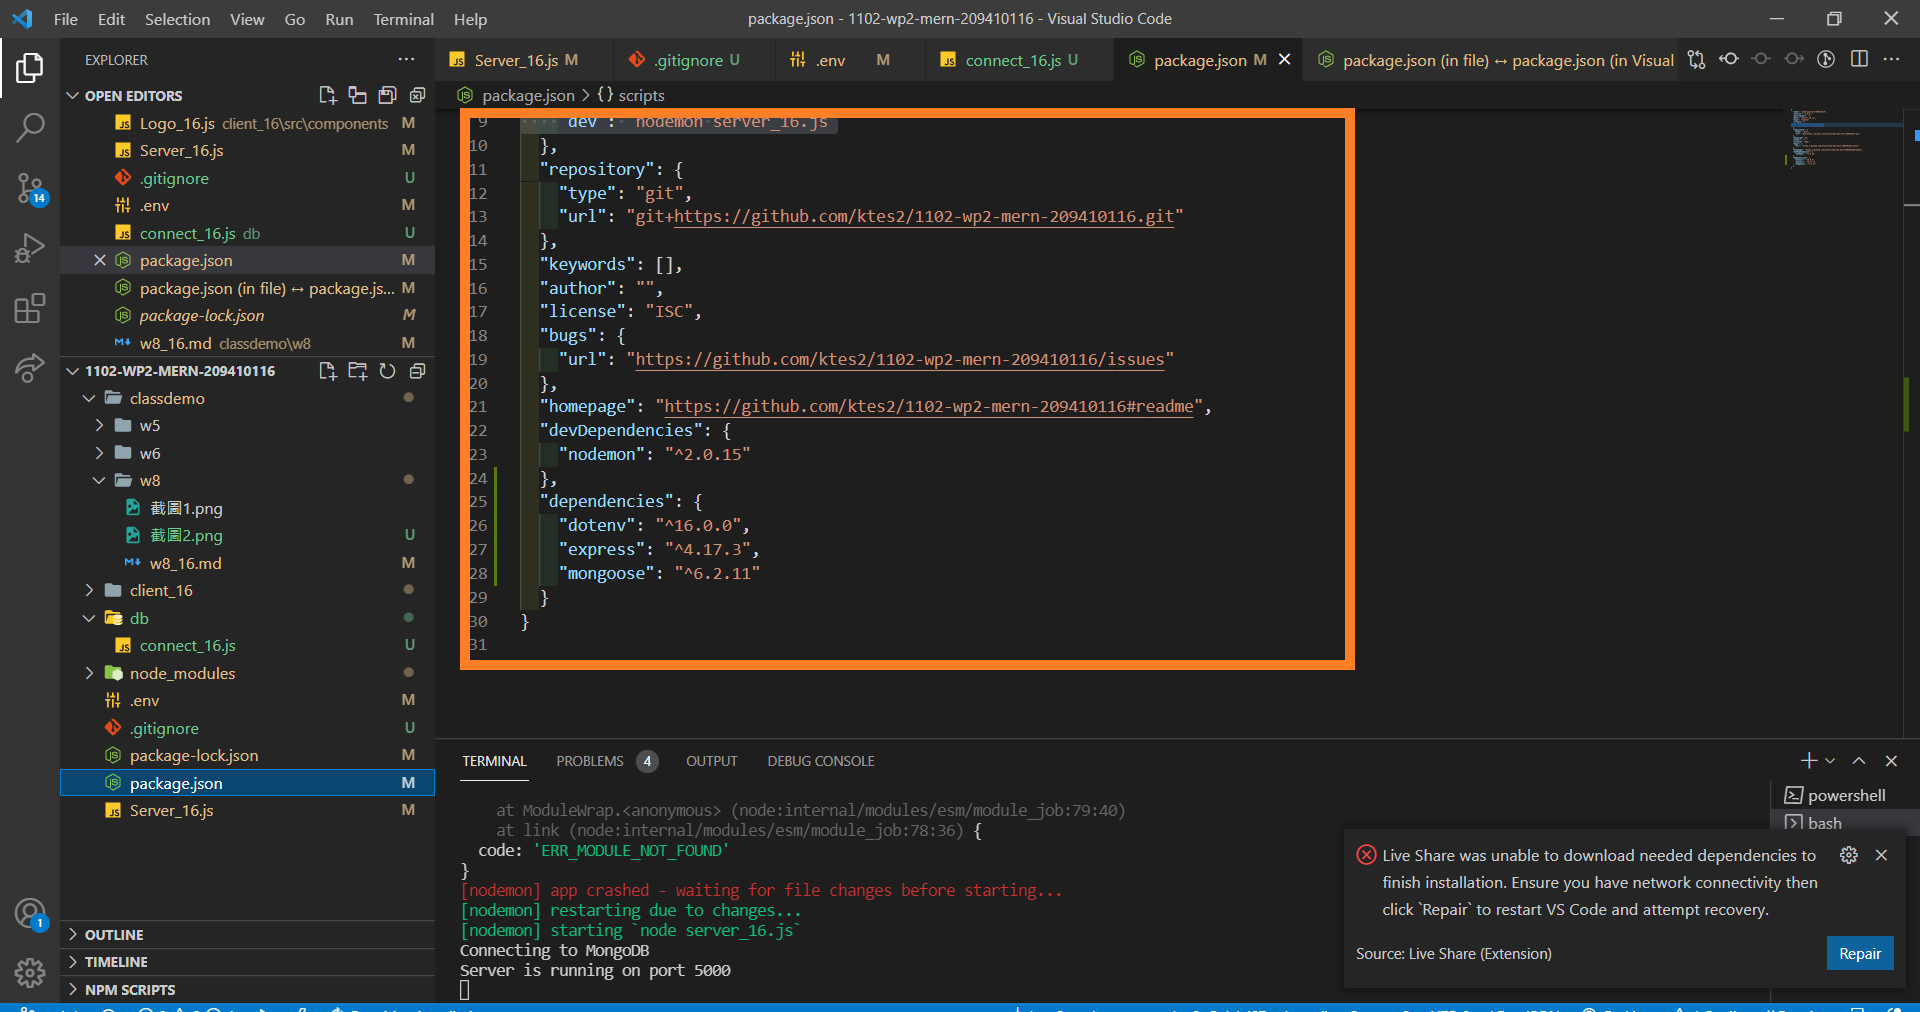 File Edit Selection View Go Run Terminal Help
package.json - 1102-wp2-mern-209410116 - Visual Studio Code
EXPLORER
OPEN EDITORS
Logo_16.js client_16\src\components M
Server_16.js M
.gitignore U
.env M
connect_16.js db U
package.json M
package.json (in file) ↔ package.js... M
package-lock.json M
w8_16.md classdemo\w8 M
1102-WP2-MERN-209410116
classdemo
w5
w6
w8
截圖1.png
截圖2.png U
w8_16.md M
client_16
db
connect_16.js U
node_modules
.env M
.gitignore U
package-lock.json M
package.json M
Server_16.js M
OUTLINE
TIMELINE
NPM SCRIPTS
14
1
Server_16.js M
.gitignore U
.env M
connect_16.js U
package.json M
package.json (in file) ↔ package.json (in Visual
package.json > {} scripts
9 "dev": "nodemon server_16.js"
10 },
11 "repository": {
12 "type": "git",
13 "url": "git+https://github.com/ktes2/1102-wp2-mern-209410116.git"
14 },
15 "keywords": [],
16 "author": "",
17 "license": "ISC",
18 "bugs": {
19 "url": "https://github.com/ktes2/1102-wp2-mern-209410116/issues"
20 },
21 "homepage": "https://github.com/ktes2/1102-wp2-mern-209410116#readme",
22 "devDependencies": {
23 "nodemon": "^2.0.15"
24 },
25 "dependencies": {
26 "dotenv": "^16.0.0",
27 "express": "^4.17.3",
28 "mongoose": "^6.2.11"
29 }
30 }
31
TERMINAL PROBLEMS 4 OUTPUT DEBUG CONSOLE
at ModuleWrap.<anonymous> (node:internal/modules/esm/module_job:79:40)
at link (node:internal/modules/esm/module_job:78:36) {
code: 'ERR_MODULE_NOT_FOUND'
}
[nodemon] app crashed - waiting for file changes before starting...
[nodemon] restarting due to changes...
[nodemon] starting `node server_16.js`
Connecting to MongoDB
Server is running on port 5000
powershell
bash
Live Share was unable to download needed dependencies to
finish installation. Ensure you have network connectivity then
click `Repair` to restart VS Code and attempt recovery.
Source: Live Share (Extension)
Repair